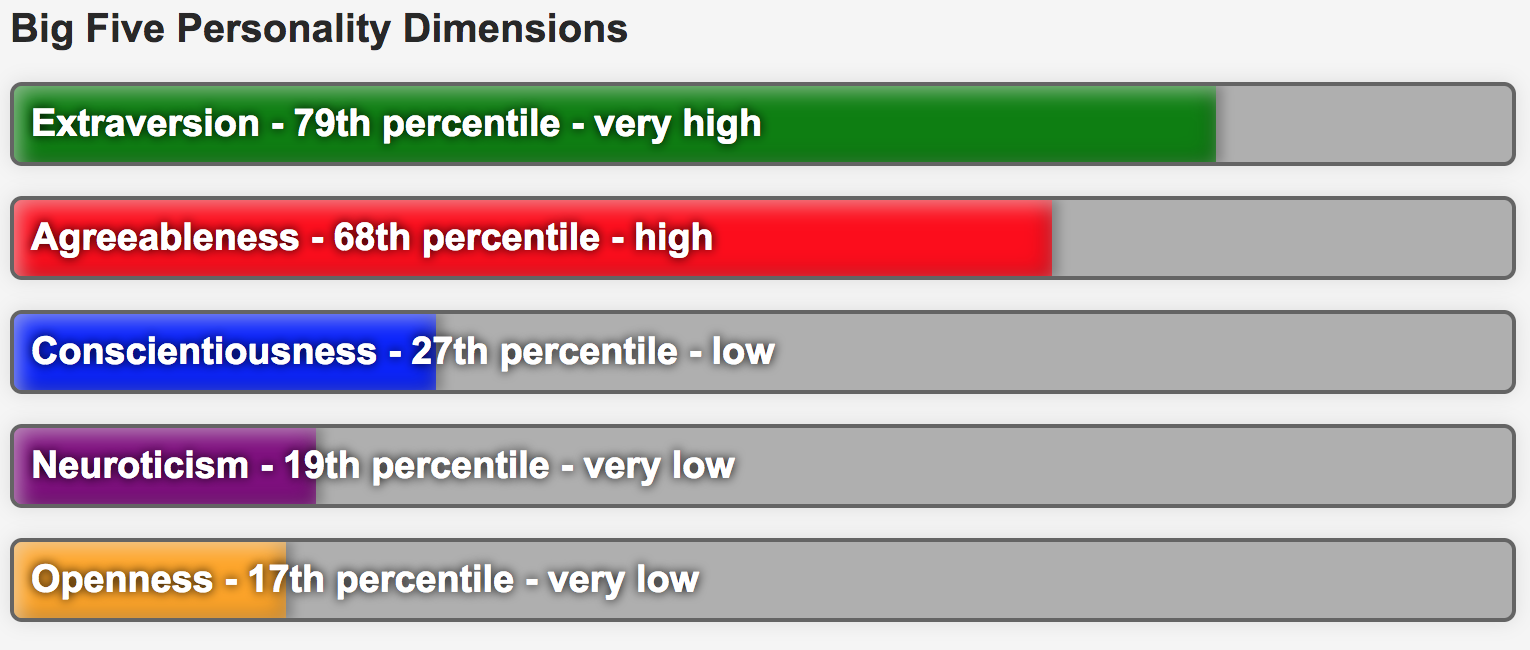 Big Five Personality Dimensions
Extraversion - 79th percentile - very high
Agreeableness - 68th percentile - high
Conscientiousness - 27th percentile - low
Neuroticism - 19th percentile - very low
Openness - 17th percentile - very low